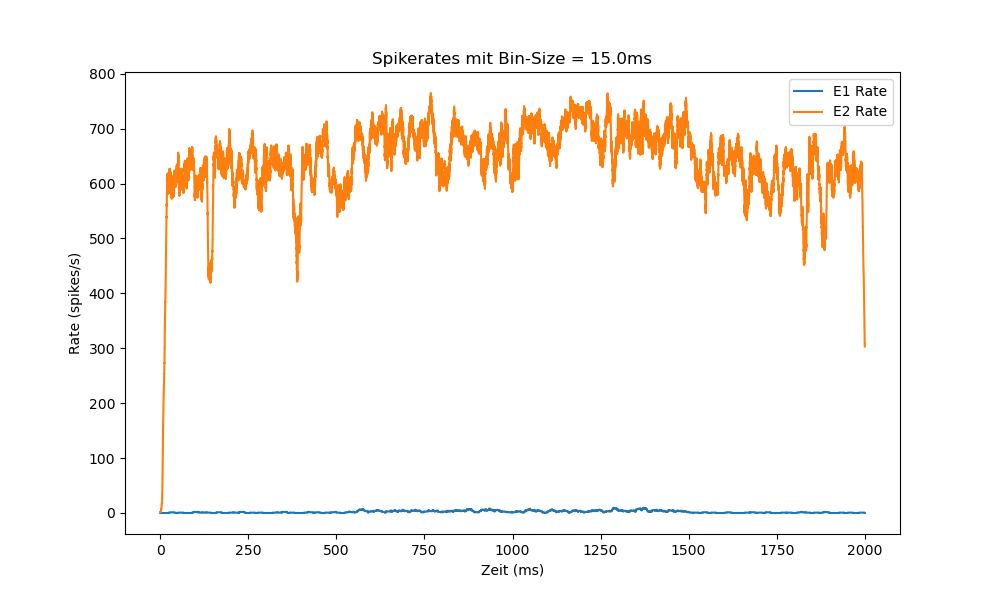 Spikerates mit Bin-Size = 15.0ms
E1 Rate
E2 Rate
Rate (spikes/s)
800
700
600
500
400
300
200
100
0
0 250 500 750 1000 1250 1500 1750 2000
Zeit (ms)